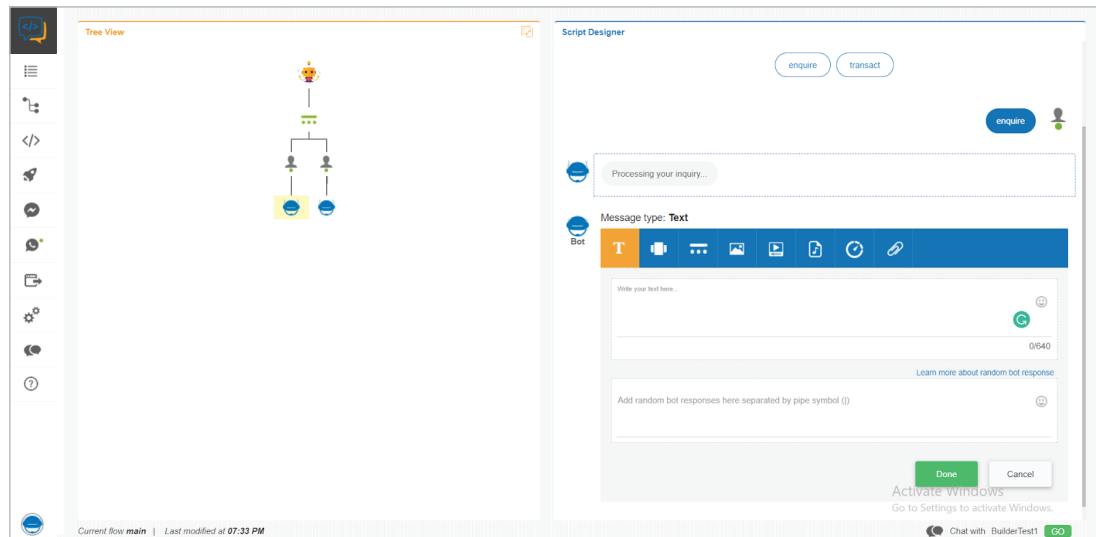 Tree View
Script Designer
enquire
transact
enquire
Processing your inquiry...
Message type: Text
Bot
T
Write your text here...
0/640
Learn more about random bot response
Add random bot responses here separated by pipe symbol (|)
Done
Cancel
Activate Windows
Go to Settings to activate Windows.
Current flow main | Last modified at 07:33 PM
Chat with BuilderTest1 GO